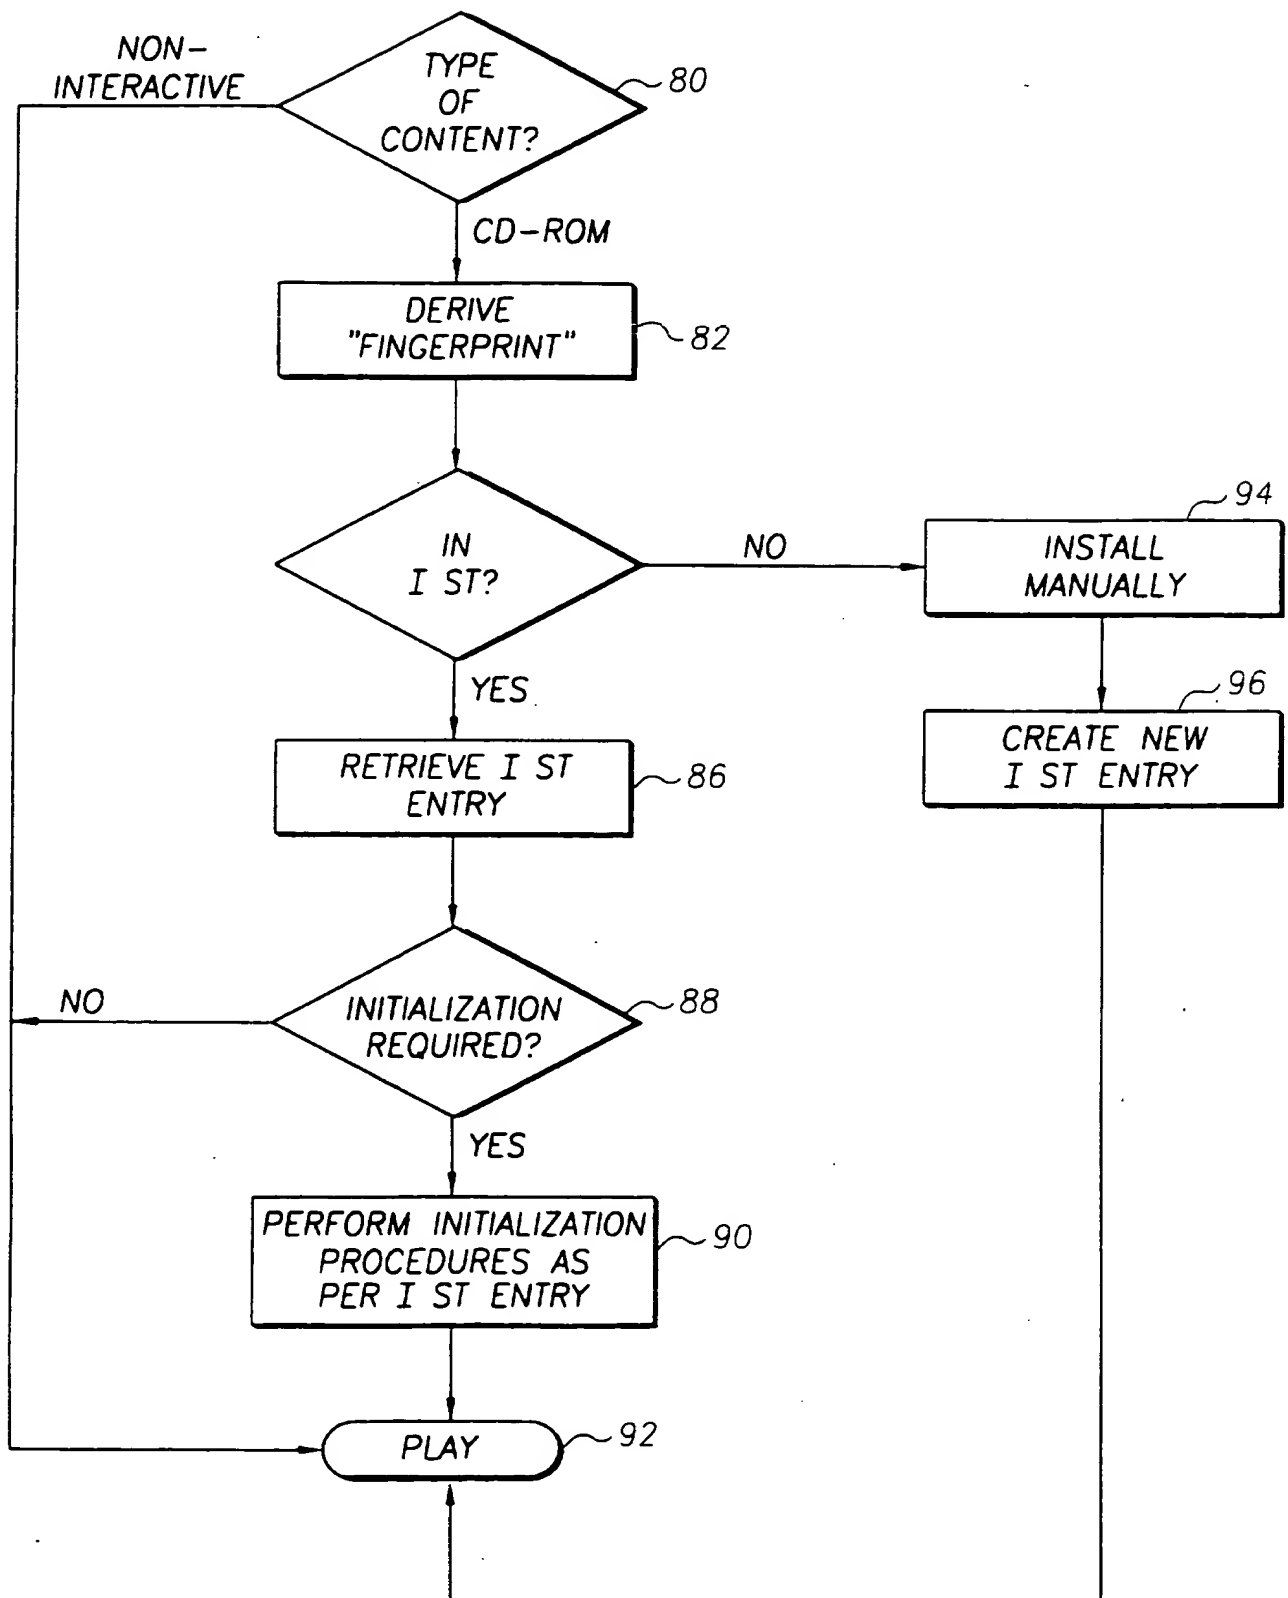 NON-
INTERACTIVE
TYPE
OF
CONTENT?
80
CD-ROM
DERIVE
"FINGERPRINT"
82
IN
I ST?
NO
94
INSTALL
MANUALLY
YES
96
CREATE NEW
I ST ENTRY
RETRIEVE I ST
ENTRY
86
NO
INITIALIZATION
REQUIRED?
88
YES
PERFORM INITIALIZATION
PROCEDURES AS
PER I ST ENTRY
90
PLAY
92